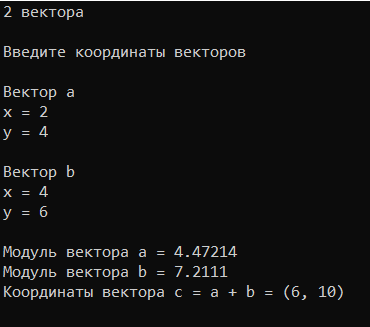 2 вектора
Введите координаты векторов
Вектор a
x = 2
y = 4
Вектор b
x = 4
y = 6
Модуль вектора a = 4.47214
Модуль вектора b = 7.2111
Координаты вектора c = a + b = (6, 10)